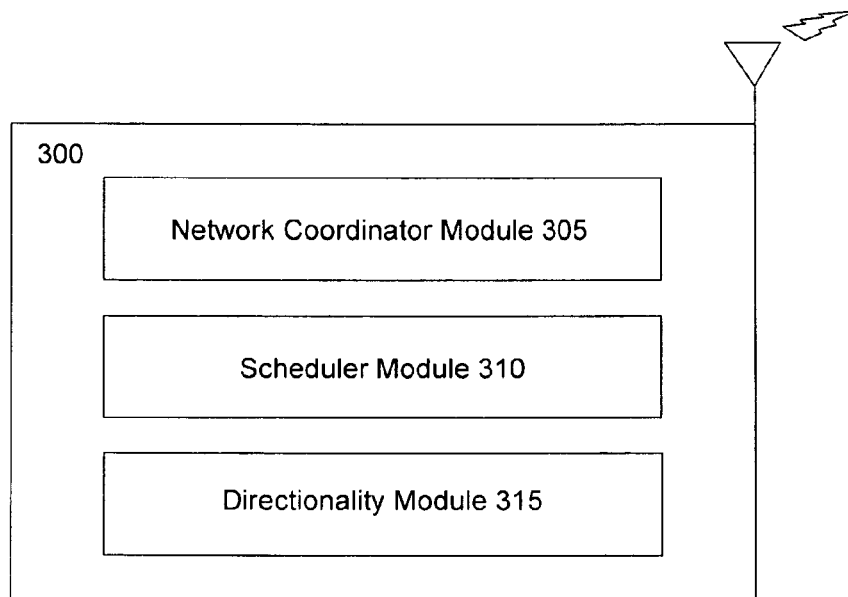 300
Network Coordinator Module 305
Scheduler Module 310
Directionality Module 315